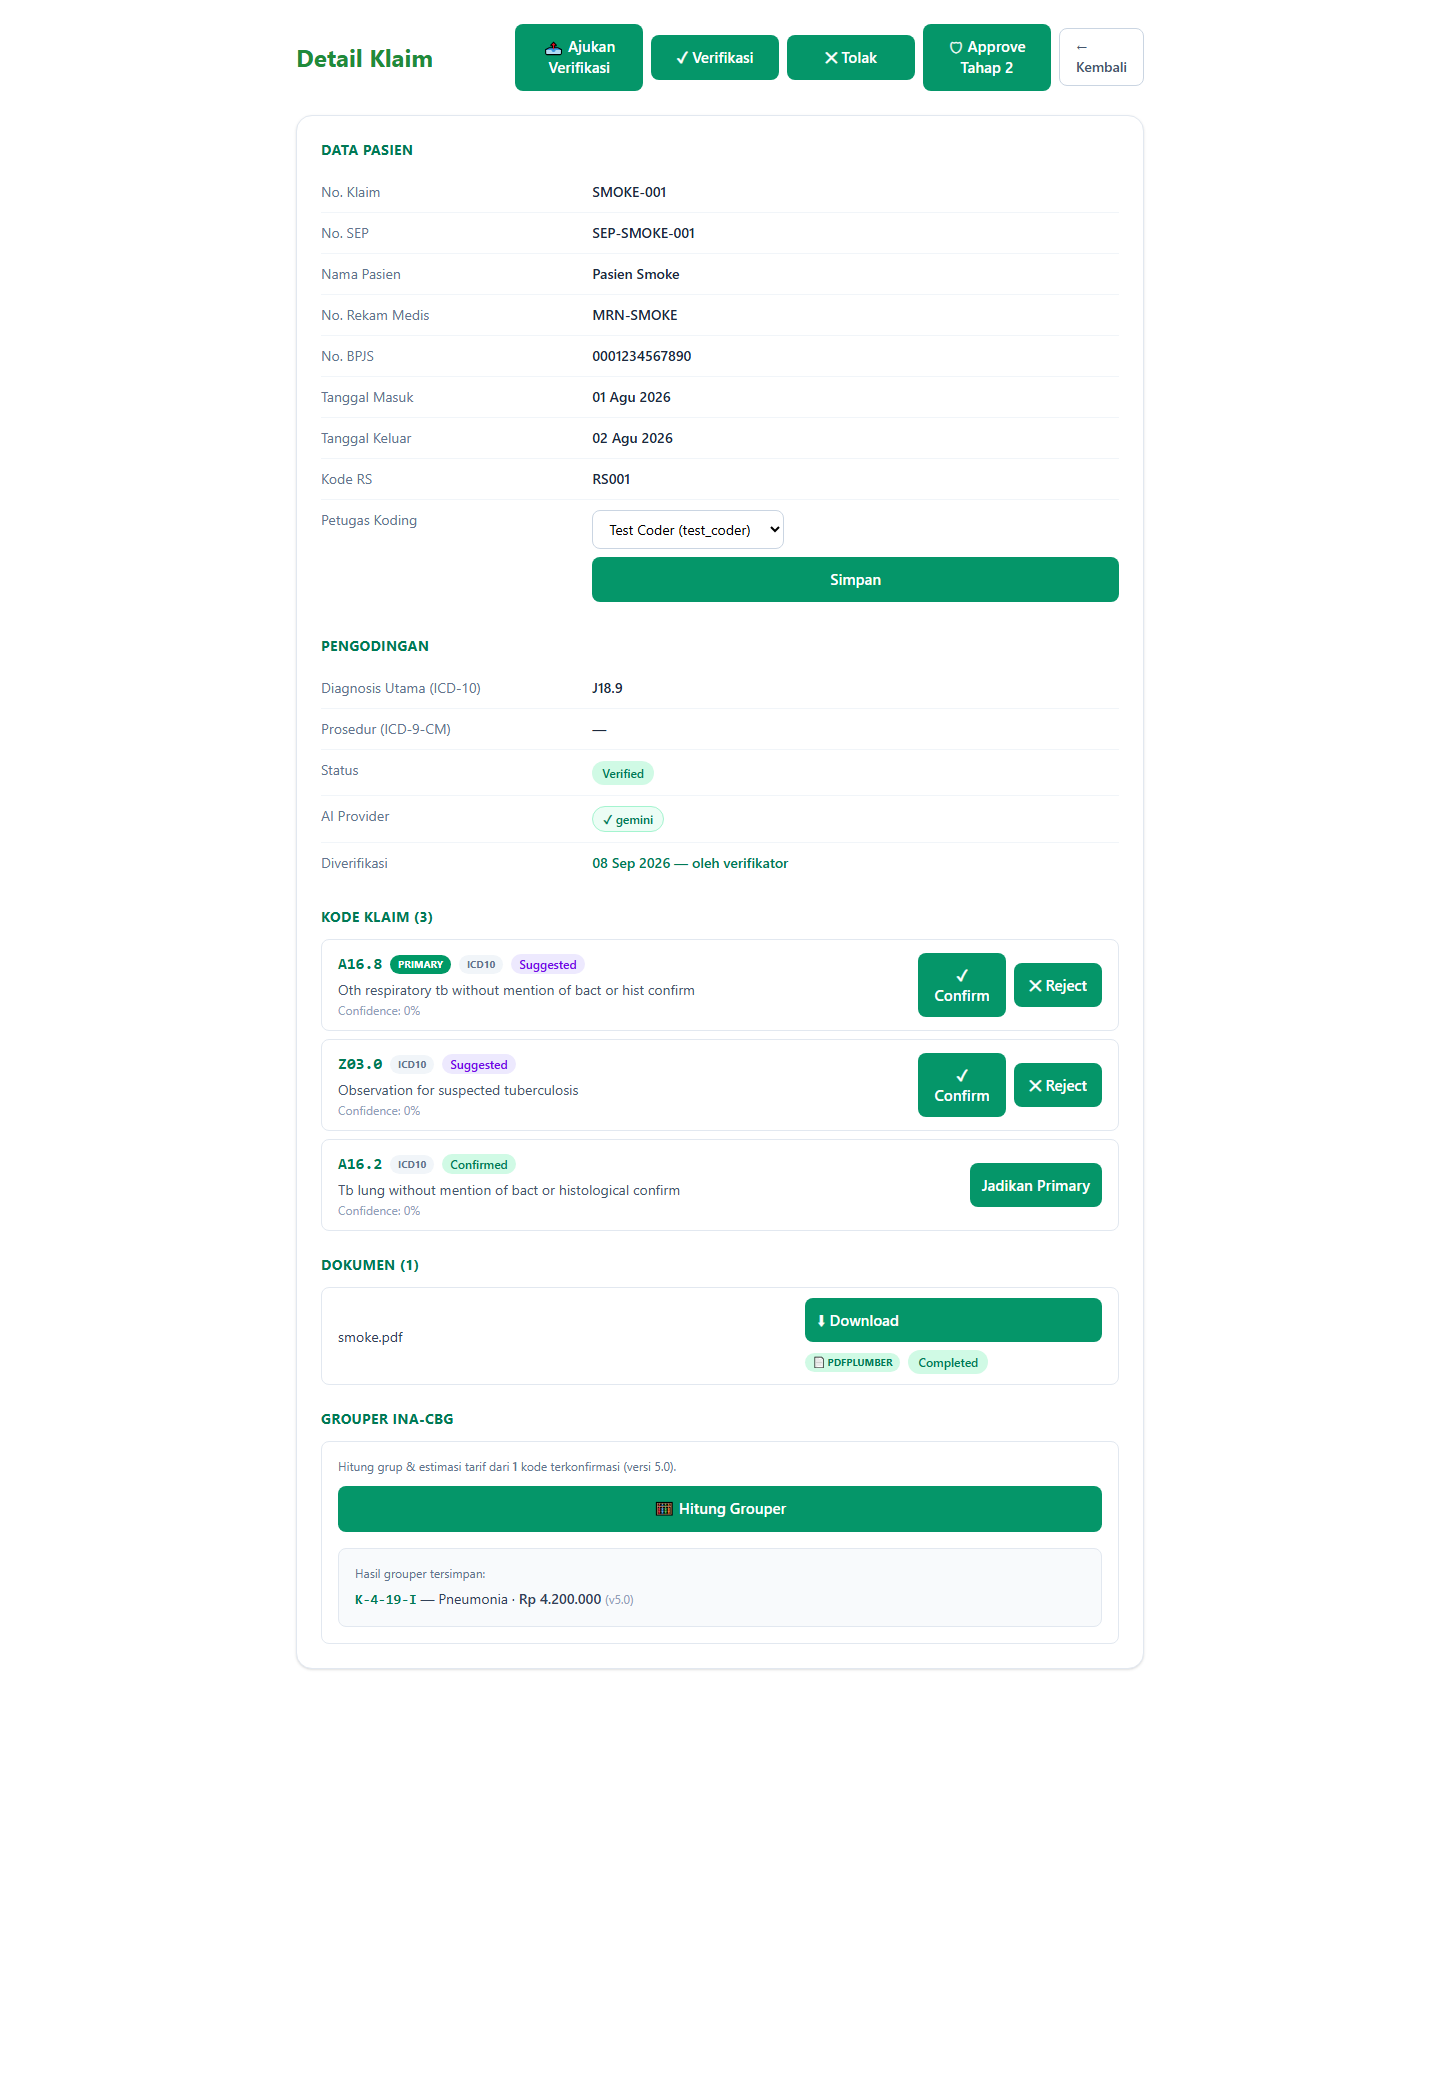 Detail Klaim
📤 Ajukan Verifikasi
✓ Verifikasi
✕ Tolak
🛡 Approve Tahap 2
← Kembali
DATA PASIEN
No. Klaim SMOKE-001
No. SEP SEP-SMOKE-001
Nama Pasien Pasien Smoke
No. Rekam Medis MRN-SMOKE
No. BPJS 0001234567890
Tanggal Masuk 01 Agu 2026
Tanggal Keluar 02 Agu 2026
Kode RS RS001
Petugas Koding Test Coder (test_coder)
Simpan
PENGODINGAN
Diagnosis Utama (ICD-10) J18.9
Prosedur (ICD-9-CM) —
Status Verified
AI Provider ✓ gemini
Diverifikasi 08 Sep 2026 — oleh verifikator
KODE KLAIM (3)
A16.8 PRIMARY ICD10 Suggested
Oth respiratory tb without mention of bact or hist confirm
Confidence: 0%
✓ Confirm
✕ Reject
Z03.0 ICD10 Suggested
Observation for suspected tuberculosis
Confidence: 0%
✓ Confirm
✕ Reject
A16.2 ICD10 Confirmed
Tb lung without mention of bact or histological confirm
Confidence: 0%
Jadikan Primary
DOKUMEN (1)
smoke.pdf
⬇ Download
📄 PDFPLUMBER Completed
GROUPER INA-CBG
Hitung grup & estimasi tarif dari 1 kode terkonfirmasi (versi 5.0).
🧮 Hitung Grouper
Hasil grouper tersimpan:
K-4-19-I — Pneumonia · Rp 4.200.000 (v5.0)